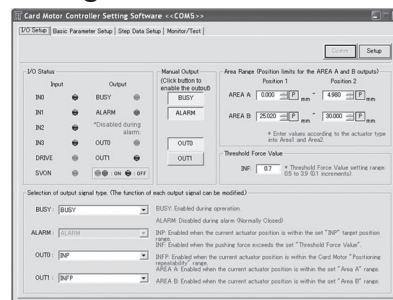 Card Motor Controller Setting Software <<COM5>>
I/O Setup Basic Parameter Setup Step Data Setup Monitor/Test
Setup
I/O Status
Input Output
IN0 BUSY
IN1 ALARM
IN2 *Disabled during alarm.
IN3 OUT0
DRIVE OUT1
SVON : ON : OFF
Manual Output
(Click button to enable the output)
BUSY
ALARM
OUT0
OUT1
Area Range (Position limits for the AREA A and B outputs)
Position 1 Position 2
AREA A: 0.000 P mm ~ 4.980 P mm
AREA B: 25.020 P mm ~ 30.000 P mm
* Enter values according to the actuator type into Area1 and Area2.
Threshold Force Value
INF: 0.7 * Threshold Force Value setting range: 0.5 to 3.9 (0.1 increments).
Selection of output signal type. (The function of each output signal can be modified.)
BUSY : BUSY
ALARM : ALARM
OUT0 : INP
OUT1 : INFP
BUSY: Enabled during operation.
ALARM: Disabled during alarm (Normally Closed)
INP: Enabled when the current actuator position is within the set "INP" target position range.
INF: Enabled when the pushing force exceeds the set "Threshold Force Value".
INFP: Enabled when the current actuator position is within the Card Motor "Positioning repeatability" range.
AREA A: Enabled when the current actuator position is within the set "Area A" range.
AREA B: Enabled when the current actuator position is within the set "Area B" range.